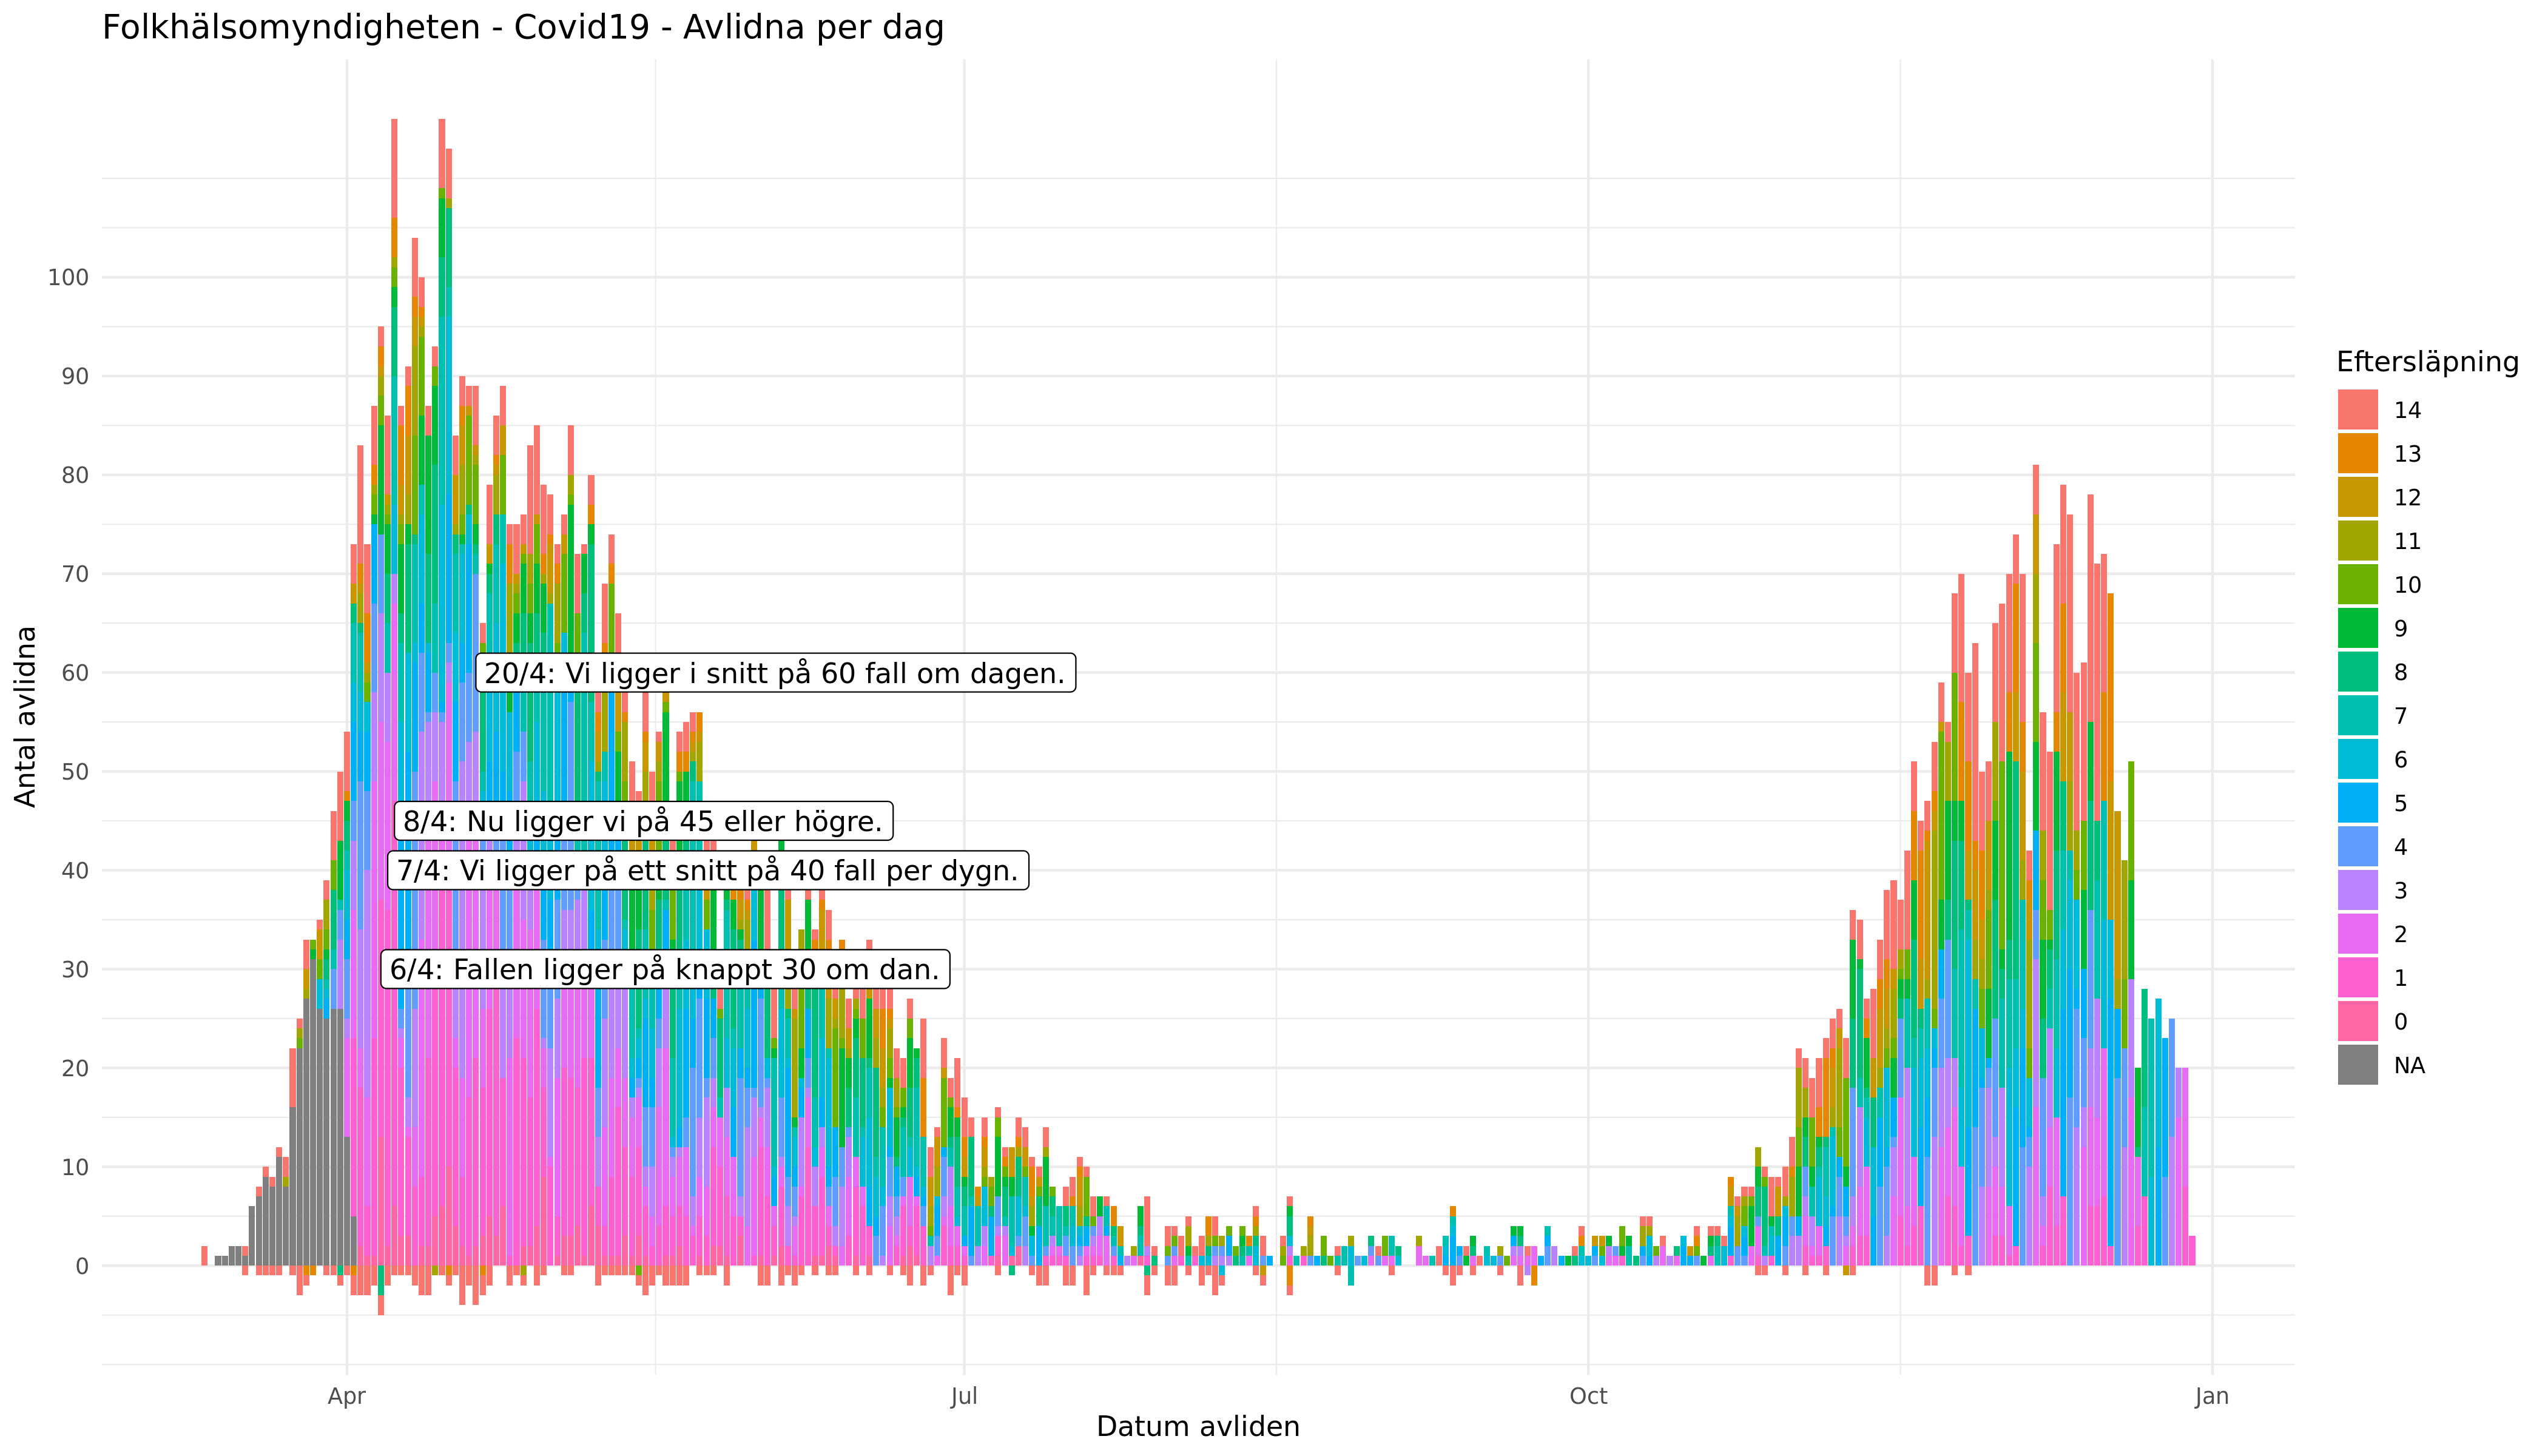 Folkhälsomyndigheten - Covid19 - Avlidna per dag
Antal avlidna
100
90
80
70
60
50
40
30
20
10
0
20/4: Vi ligger i snitt på 60 fall om dagen.
8/4: Nu ligger vi på 45 eller högre.
7/4: Vi ligger på ett snitt på 40 fall per dygn.
6/4: Fallen ligger på knappt 30 om dan.
Apr
Jul
Oct
Jan
Datum avliden
Eftersläpning
14
13
12
11
10
9
8
7
6
5
4
3
2
1
0
NA